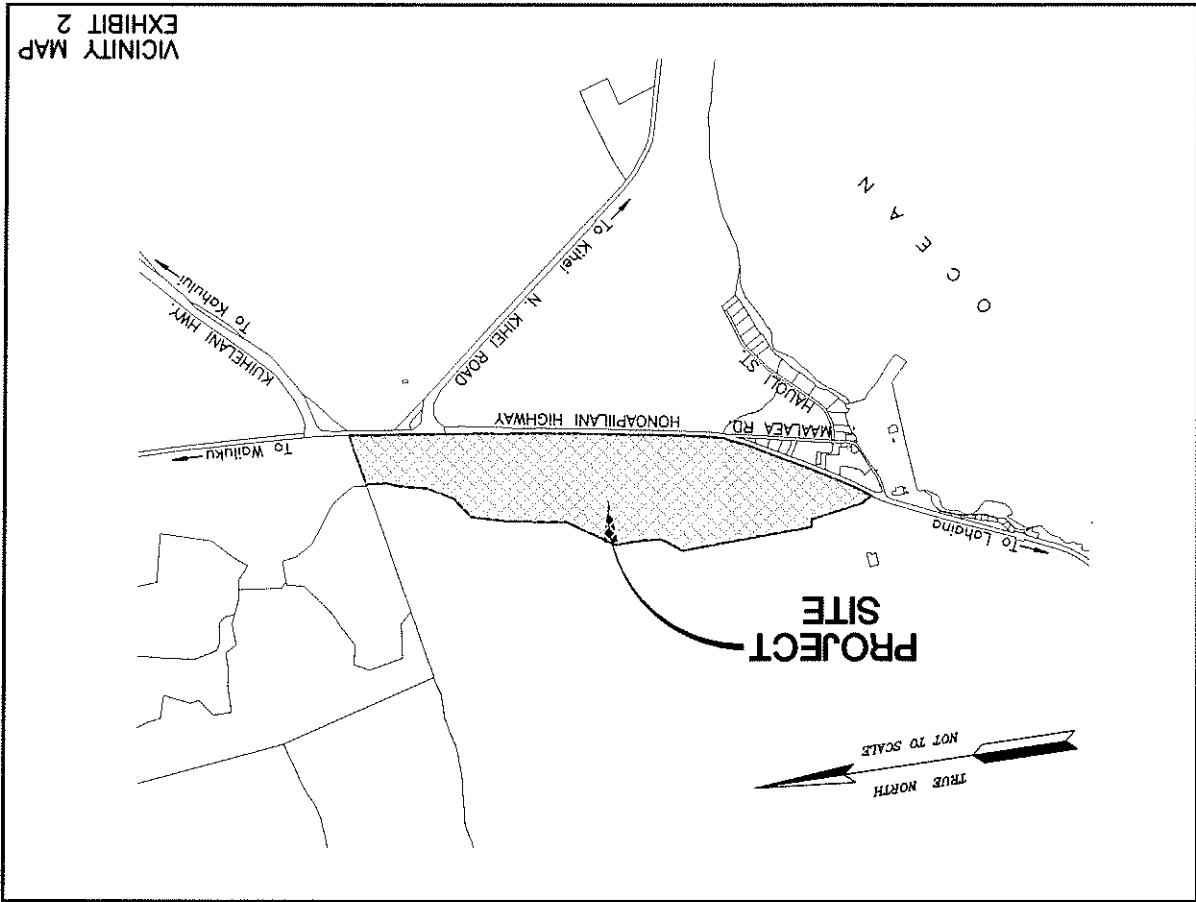 TRUE NORTH
NOT TO SCALE
PROJECT
SITE
To Lahaina
To Wailuku
MAALAEA RD.
HONOAPIILANI HIGHWAY
HAUOLI ST.
KUIHELANI HWY.
To Kahului
N. KIHEI ROAD
To Kihei
OCEAN
VICINITY MAP
EXHIBIT 2